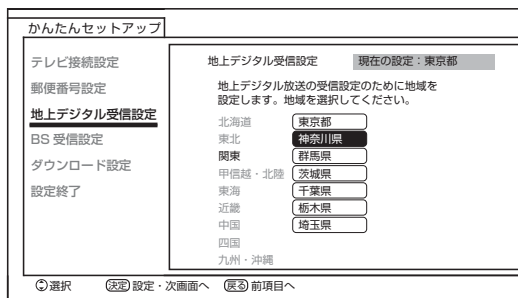 かんたんセットアップ
テレビ接続設定
郵便番号設定
地上デジタル受信設定
BS 受信設定
ダウンロード設定
設定終了
地上デジタル受信設定 現在の設定：東京都
地上デジタル放送の受信設定のために地域を
設定します。地域を選択してください。
北海道 東京都
東北 神奈川県
関東 群馬県
甲信越・北陸 茨城県
東海 千葉県
近畿 栃木県
中国 埼玉県
四国
九州・沖縄
選択 決定 設定・次画面へ 戻る 前項目へ